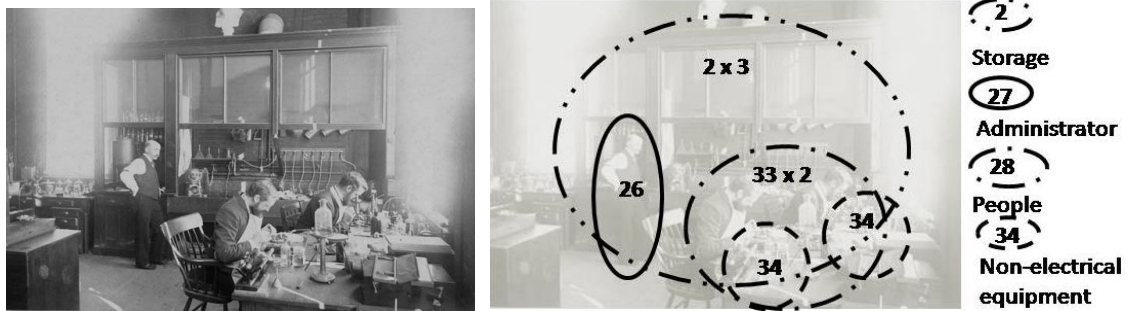 2 x 3
26
33 x 2
34
34
2
Storage
27
Administrator
28
People
34
Non-electrical
equipment